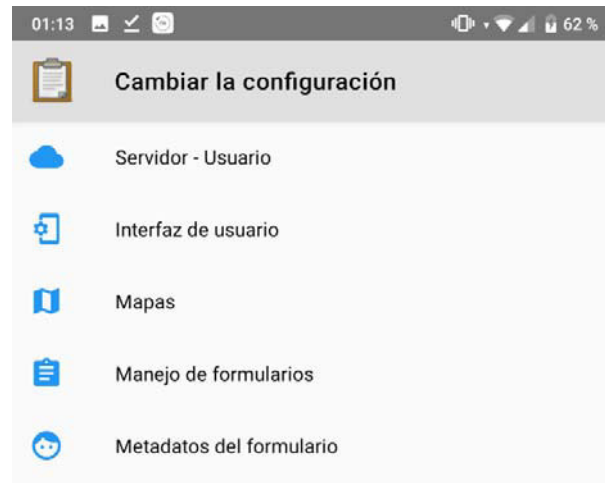 01:13 62 %
Cambiar la configuración
Servidor - Usuario
Interfaz de usuario
Mapas
Manejo de formularios
Metadatos del formulario